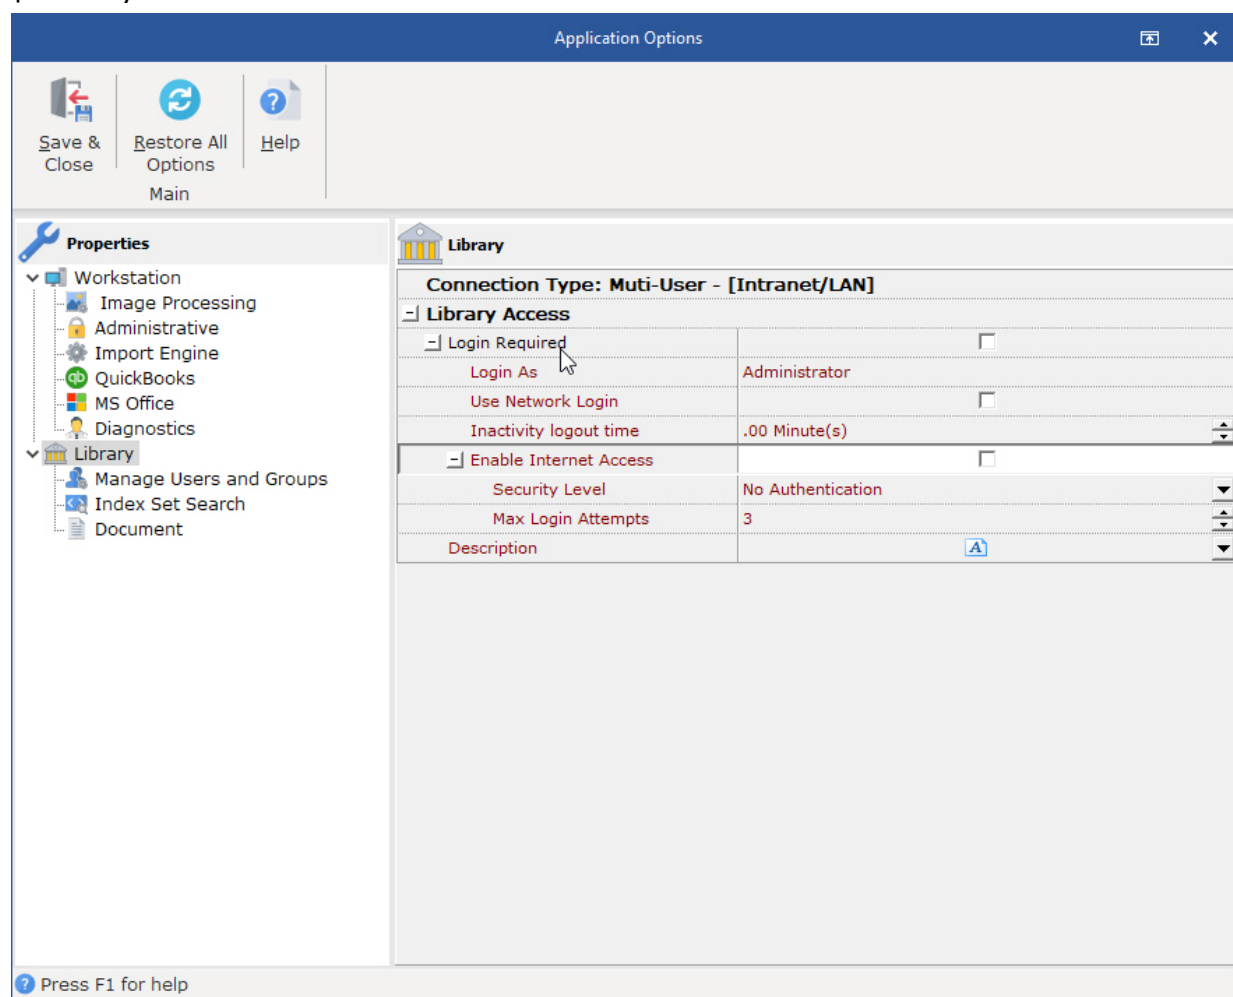 Application Options
Save & Close
Restore All Options
Help
Main
Properties
Workstation
Image Processing
Administrative
Import Engine
QuickBooks
MS Office
Diagnostics
Library
Manage Users and Groups
Index Set Search
Document
Library
Connection Type: Muti-User - [Intranet/LAN]
Library Access
Login Required
Login As Administrator
Use Network Login
Inactivity logout time .00 Minute(s)
Enable Internet Access
Security Level No Authentication
Max Login Attempts 3
Description A
Press F1 for help